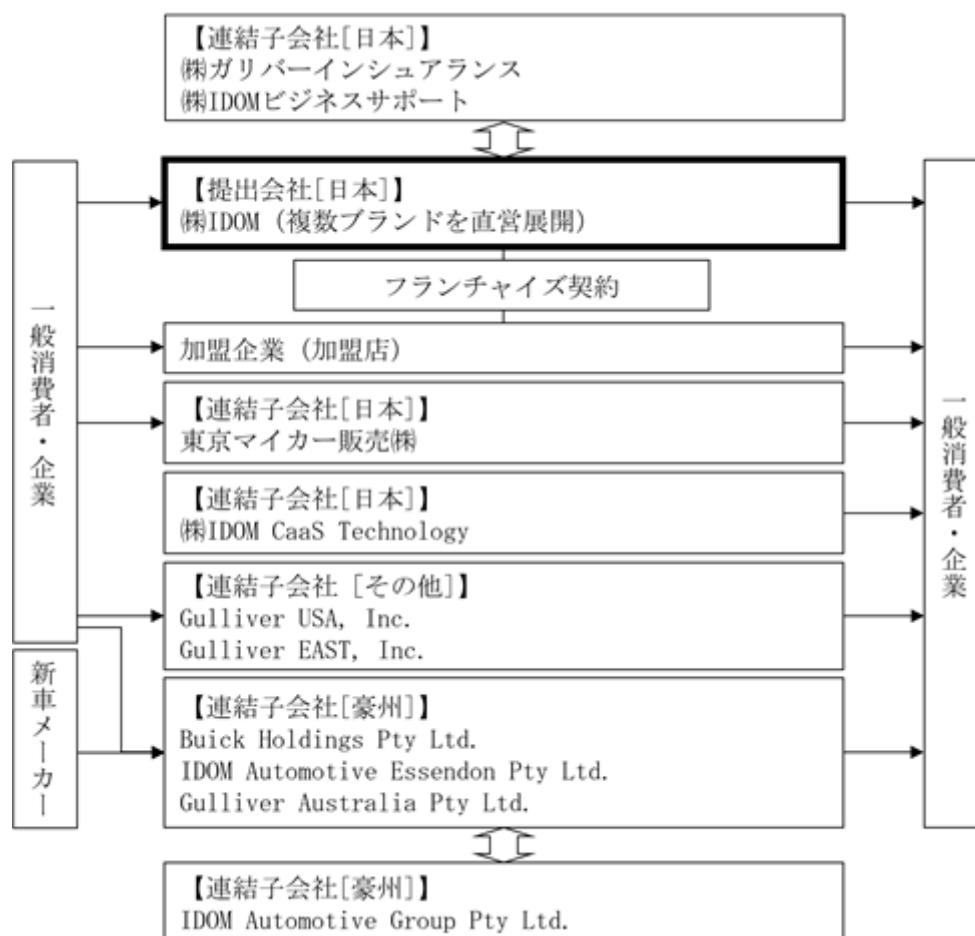 【連結子会社[日本]】
㈱ガリバーインシュアランス
㈱IDOMビジネスサポート
【提出会社[日本]】
㈱IDOM (複数ブランドを直営展開)
フランチャイズ契約
一般消費者・企業
加盟企業 (加盟店)
【連結子会社[日本]】
東京マイカー販売㈱
【連結子会社[日本]】
㈱IDOM CaaS Technology
【連結子会社 [その他]】
Gulliver USA, Inc.
Gulliver EAST, Inc.
新車メーカー
【連結子会社[豪州]】
Buick Holdings Pty Ltd.
IDOM Automotive Essendon Pty Ltd.
Gulliver Australia Pty Ltd.
一般消費者・企業
【連結子会社[豪州]】
IDOM Automotive Group Pty Ltd.